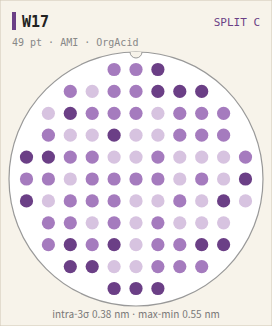 W17
SPLIT C
49 pt · AMI · OrgAcid
intra-3σ 0.38 nm · max-min 0.55 nm